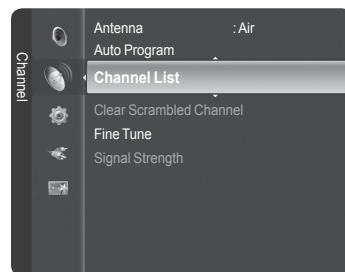 Channel
Antenna : Air
Auto Program
Channel List
Clear Scrambled Channel
Fine Tune
Signal Strength